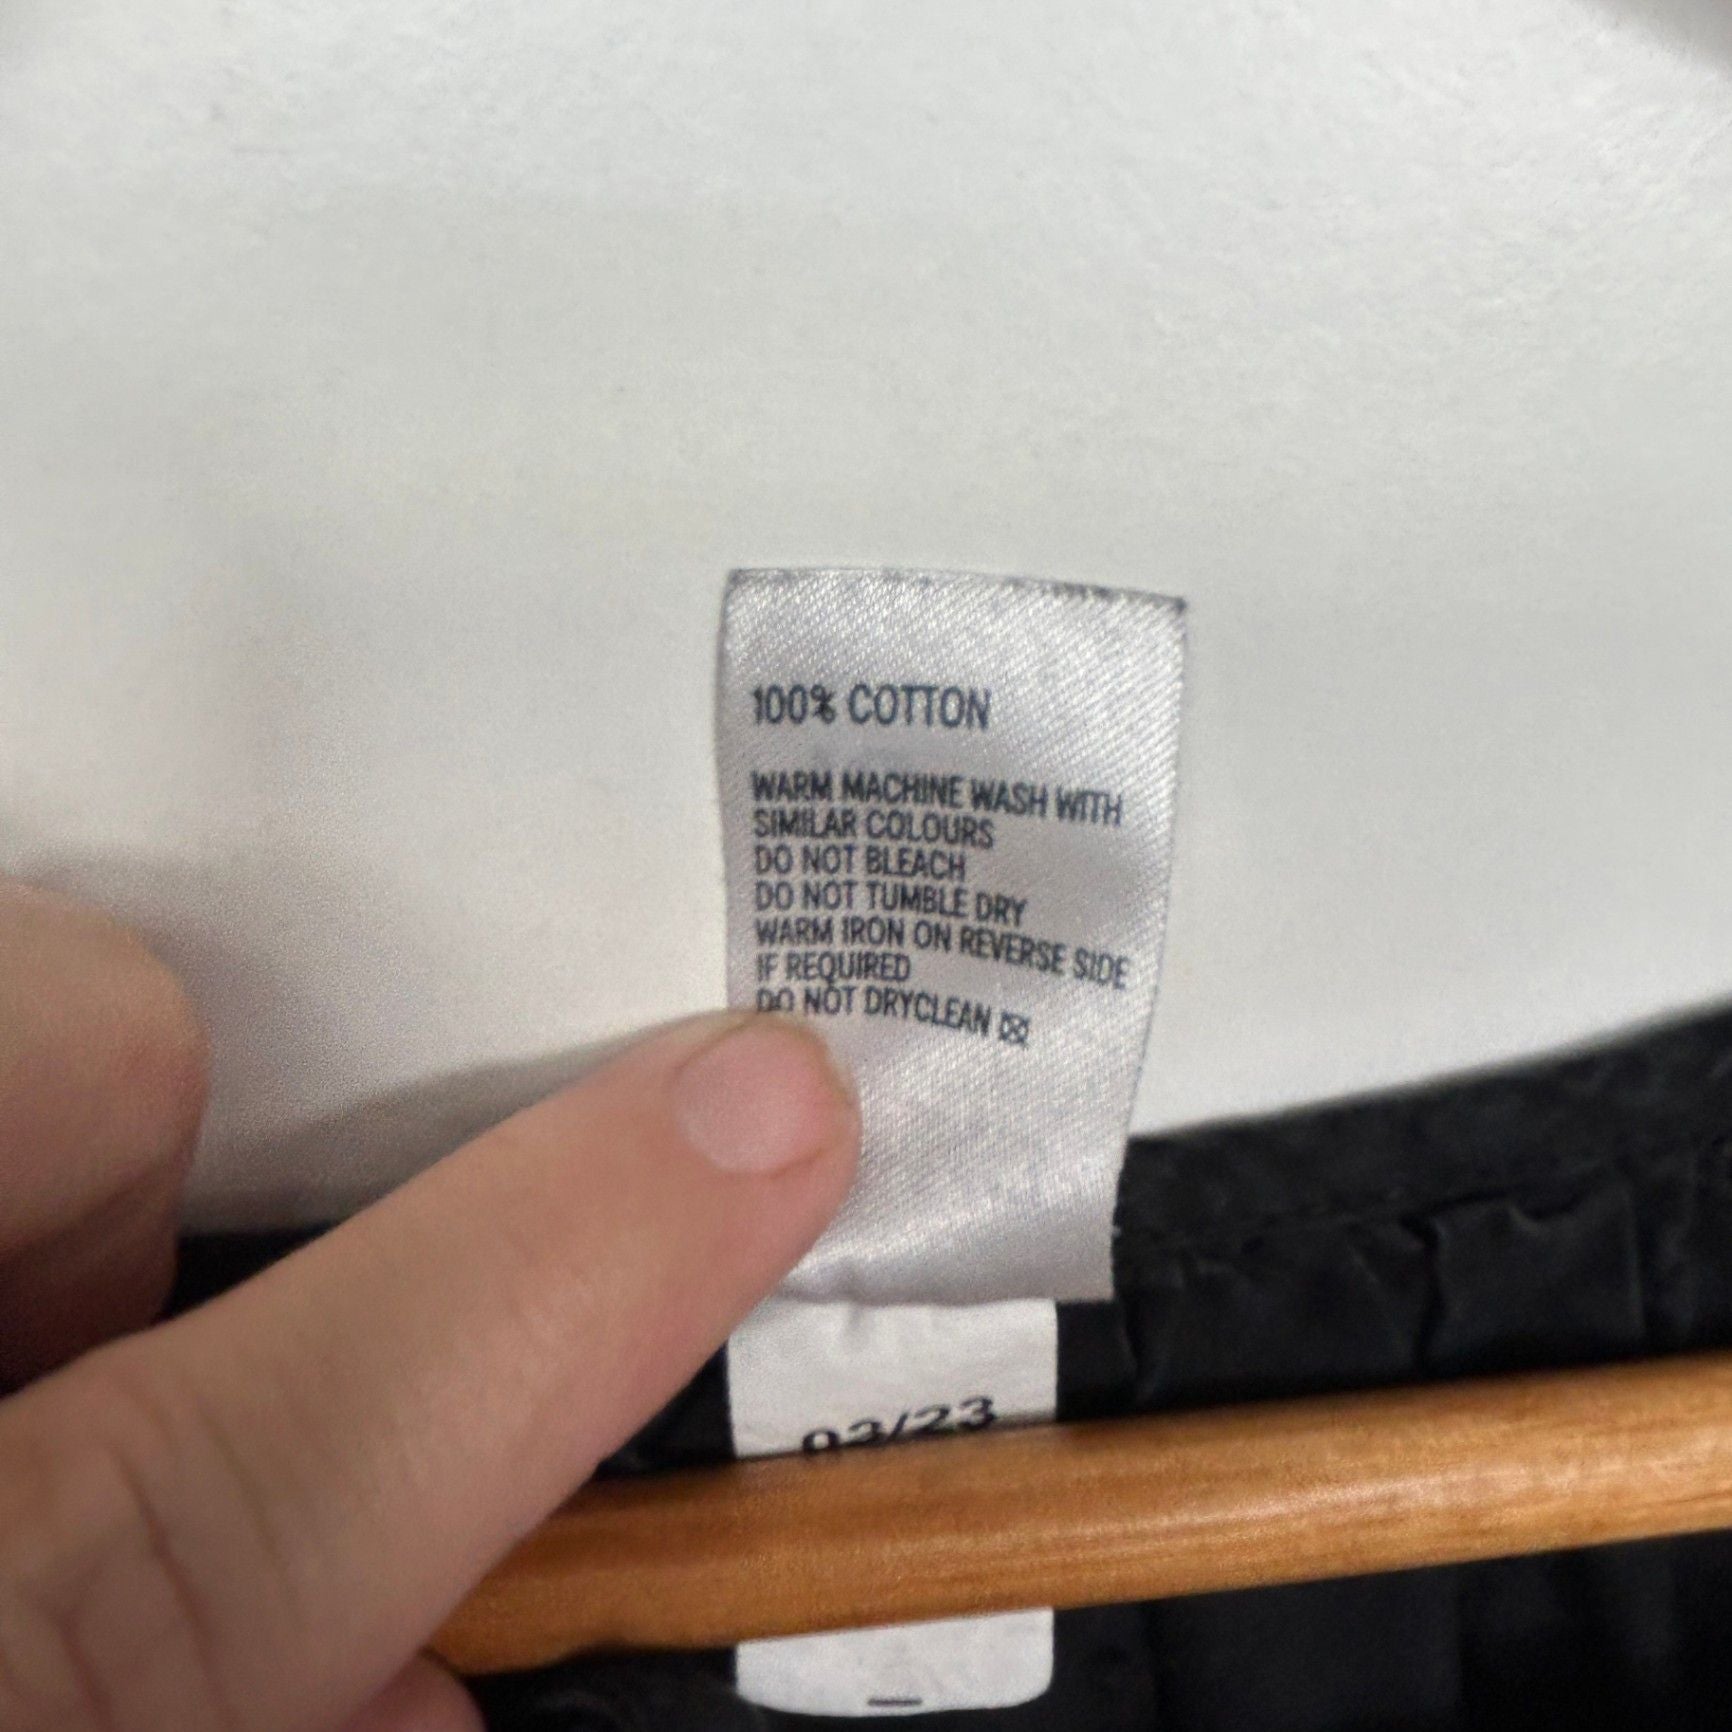 100% COTTON
WARM MACHINE WASH WITH
SIMILAR COLOURS
DO NOT BLEACH
DO NOT TUMBLE DRY
WARM IRON ON REVERSE SIDE
IF REQUIRED
DO NOT DRYCLEAN
03/23